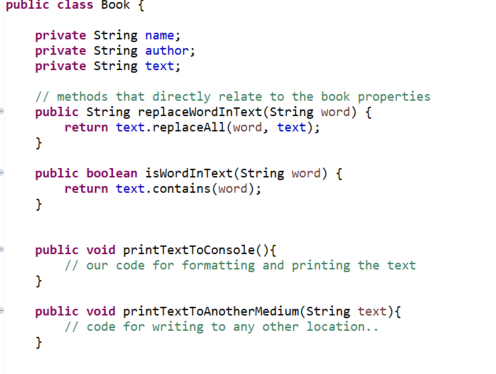 public class Book {
private String name;
private String author;
private String text;
// methods that directly relate to the book properties
public String replaceWordInText(String word) {
return text.replaceAll(word, text);
}
public boolean isWordInText(String word) {
return text.contains(word);
}
public void printTextToConsole(){
// our code for formatting and printing the text
}
public void printTextToAnotherMedium(String text){
// code for writing to any other location..
}